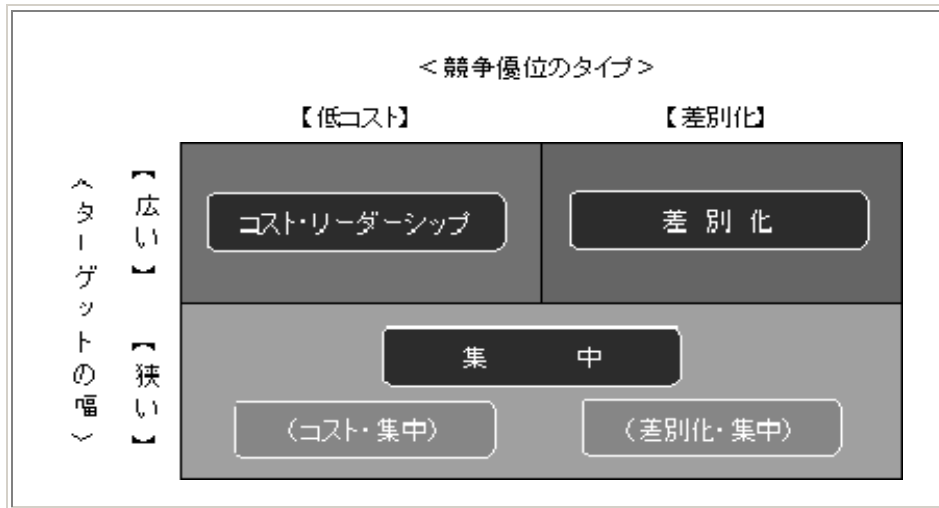 ＜競争優位のタイプ＞
【低コスト】
【差別化】
＜ターゲットの幅＞
【広い】
コスト・リーダーシップ
差別化
【狭い】
集中
（コスト・集中）
（差別化・集中）